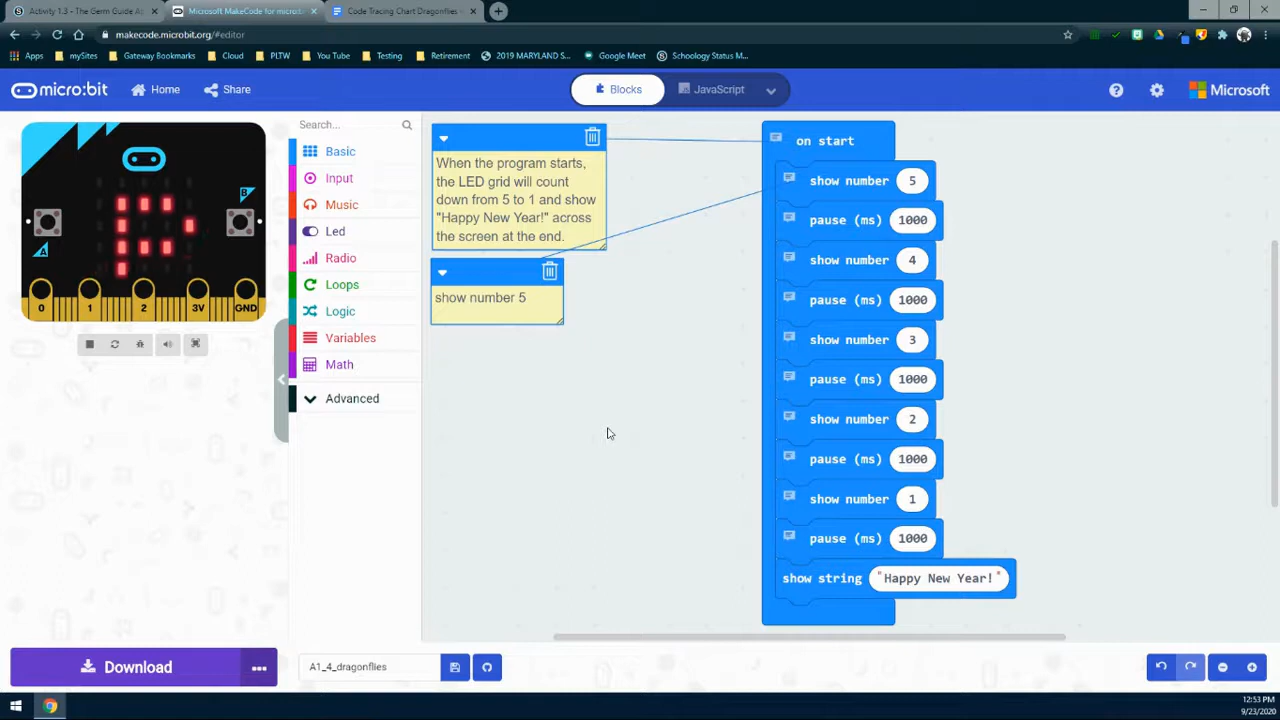 Activity 1.3 - The Germ Guide Ap
Microsoft MakeCode for micro:bit
Code Tracing Chart Dragonflies -
makecode.microbit.org/#editor
Apps
mySites
Gateway Bookmarks
PLTW
You Tube
Testing
Retirement
Cloud
2019 MARYLAND S...
Google Meet
Schoology Status M...
micro:bit
Home
Share
Blocks
JavaScript
Microsoft
B
A
0 1 2 3V GND
Download
Search...
Basic
Input
Music
Led
Radio
Loops
Logic
Variables
Math
Advanced
When the program starts,
the LED grid will count
down from 5 to 1 and show
"Happy New Year!" across
the screen at the end.
show number 5
on start
show number 5
pause (ms) 1000
show number 4
pause (ms) 1000
show number 3
pause (ms) 1000
show number 2
pause (ms) 1000
show number 1
pause (ms) 1000
show string "Happy New Year!"
A1_4_dragonflies
12:53 PM
9/23/2020